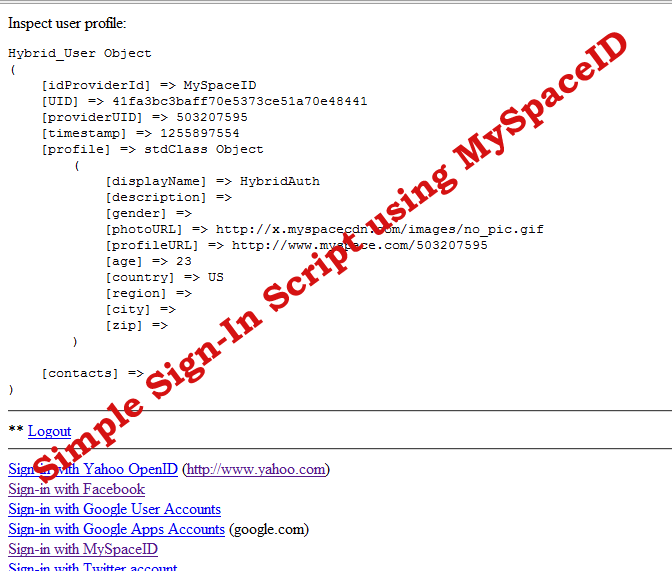 Inspect user profile:
Hybrid_User Object
(
[idProviderId] => MySpaceID
[UID] => 41fa3bc3baff70e5373ce51a70e48441
[providerUID] => 503207595
[timestamp] => 1255897554
[profile] => stdClass Object
(
[displayName] => HybridAuth
[description] =>
[gender] =>
[photoURL] => http://x.myspacecdn.com/images/no_pic.gif
[profileURL] => http://www.myspace.com/503207595
[age] => 23
[country] => US
[region] =>
[city] =>
[zip] =>
)
[contacts] =>
)
** Logout
Sign-in with Yahoo OpenID (http://www.yahoo.com)
Sign-in with Facebook
Sign-in with Google User Accounts
Sign-in with Google Apps Accounts (google.com)
Sign-in with MySpaceID
Sign-in with Twitter account
Simple Sign-In Script using MySpaceID